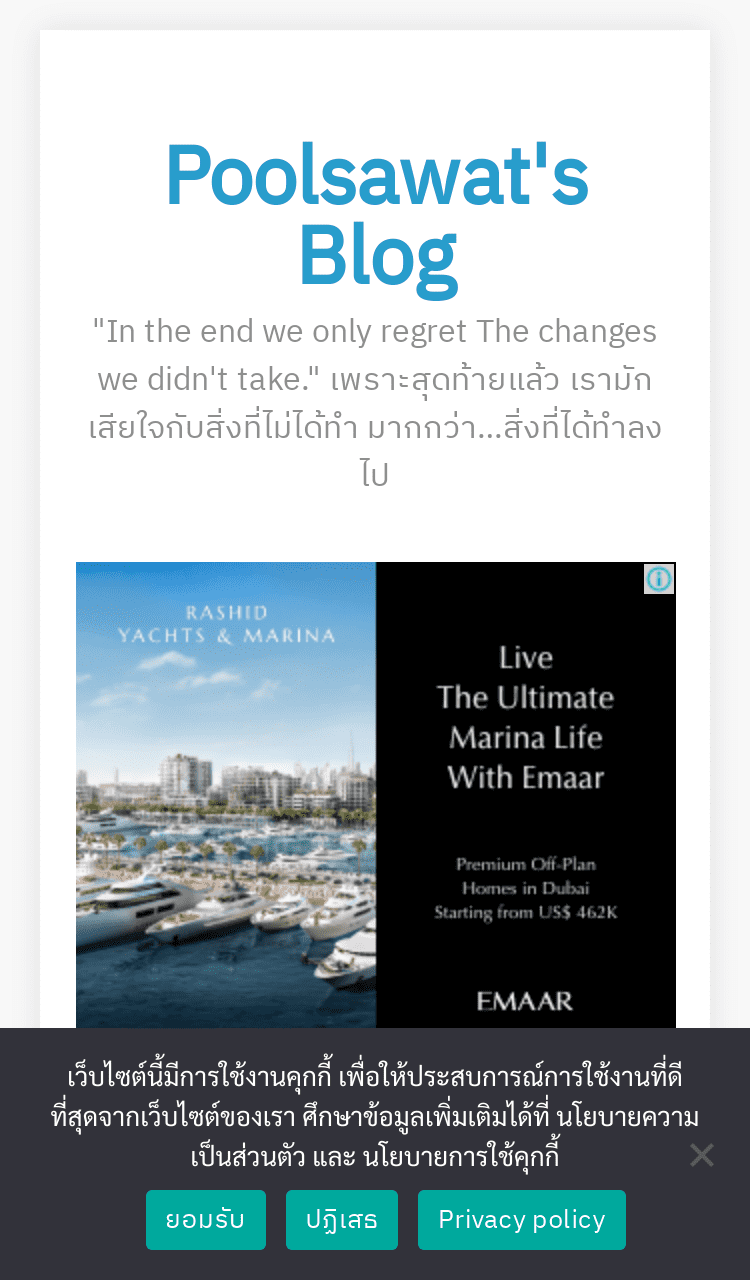 Poolsawat's
Blog
"In the end we only regret The changes
we didn't take." เพราะสุดท้ายแล้ว เรามัก
เสียใจกับสิ่งที่ไม่ได้ทำ มากกว่า...สิ่งที่ได้ทำลง
ไป
RASHID
YACHTS & MARINA
Live
The Ultimate
Marina Life
With Emaar
Premium Off-Plan
Homes in Dubai
Starting from US$ 462K
EMAAR
เว็บไซต์นี้มีการใช้งานคุกกี้ เพื่อให้ประสบการณ์การใช้งานที่ดี
ที่สุดจากเว็บไซต์ของเรา ศึกษาข้อมูลเพิ่มเติมได้ที่ นโยบายความ
เป็นส่วนตัว และ นโยบายการใช้คุกกี้
ยอมรับ ปฏิเสธ Privacy policy